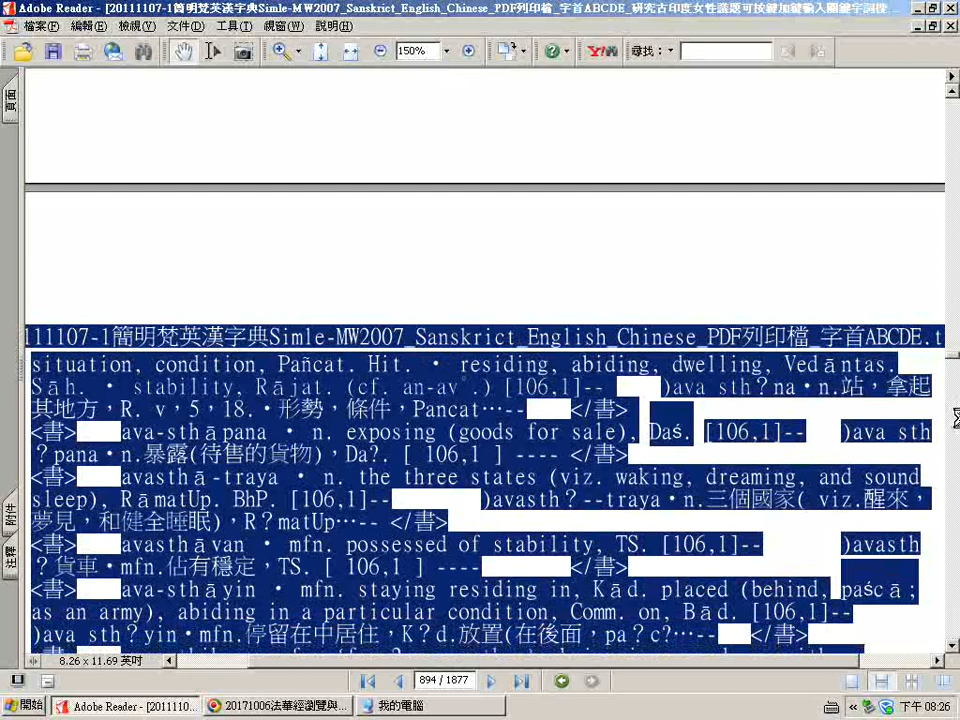 Adobe Reader - [20111107-1簡明梵英漢字典Simle-MW2007_Sanskrict_English_Chinese_PDF列印檔_字首ABCDE_研究古印度女性議題可按鍵加鍵輸入關鍵字詞搜
檔案(F) 編輯(E) 檢視(V) 文件(D) 工具(T) 視窗(W) 說明(H)
150% Y! 尋找:
頁面
111107-1簡明梵英漢字典Simle-MW2007_Sanskrict_English_Chinese_PDF列印檔_字首ABCDE.t
situation, condition, Pañcat. Hit. • residing, abiding, dwelling, Vedāntas.
Sāh. • stability, Rājat. (cf. an-av°.) [106,1]-- )ava sth？na•n.站，拿起
其地方，R. v，5，18.•形勢，條件，Pancat…-- </書>
<書> ava-sthāpana • n. exposing (goods for sale), Daś. [106,1]-- )ava sth
？pana•n.暴露(待售的貨物)，Da?. [ 106,1 ] ---- </書>
<書> avasthā-traya • n. the three states (viz. waking, dreaming, and sound
sleep), RāmatUp. BhP. [106,1]-- )avasth？--traya•n.三個國家( viz.醒來，
夢見，和健全睡眠)，R？matUp…-- </書>
<書> avasthāvan • mfn. possessed of stability, TS. [106,1]-- )avasth
？貨車•mfn.佔有穩定，TS. [ 106,1 ] ---- </書>
<書> ava-sthāyin • mfn. staying residing in, Kād. placed (behind, paścā;
as an army), abiding in a particular condition, Comm. on, Bād. [106,1]--
)ava sth？yin•mfn.停留在中居住，K？d.放置(在後面，pa？c?…-- </書>
附件
注釋
8.26 x 11.69 英吋
894 / 1877
開始 Adobe Reader - [2011110... 20171006法華經瀏覽與... 我的電腦 下午 08:26